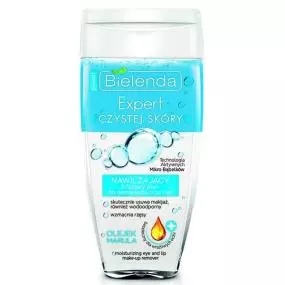 Bielenda
Expert
CZYSTEJ SKÓRY
Technologia
Aktywnych
Mikro Bąbelków
NAWILŻAJĄCY
skutecznie usuwa makijaż,
również wodoodporny
wzmacnia rzęsy
OLEJEK
MARULA
moisturizing eye and lip
make-up remover